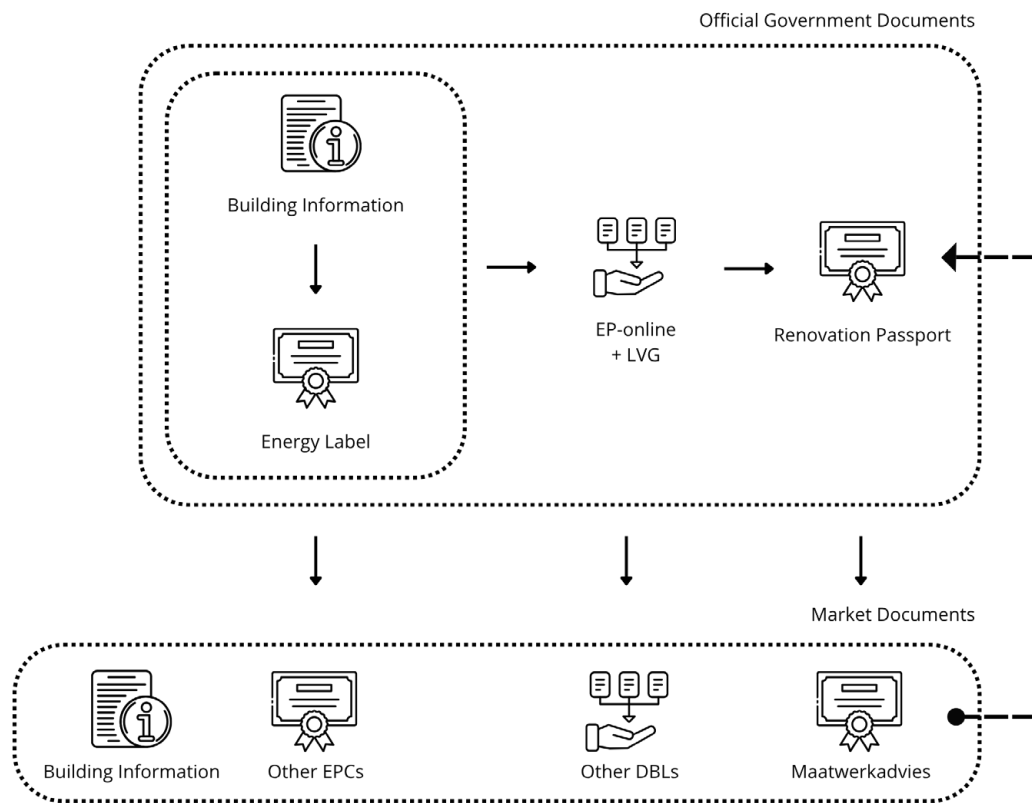 Official Government Documents
Building Information
Energy Label
EP-online
+ LVG
Renovation Passport
Market Documents
Building Information
Other EPCs
Other DBLs
Maatwerkadvies